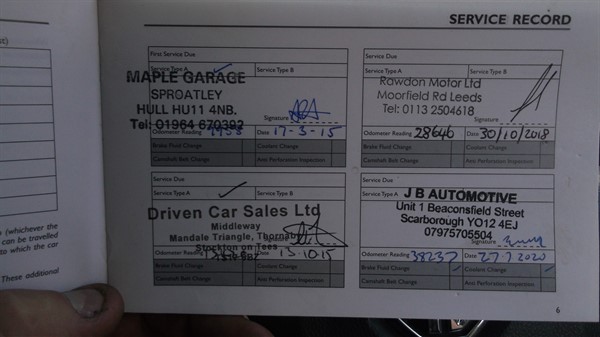 st)
(whichever the
can be travelled
to which the car
These additional
SERVICE RECORD
First Service Due
Service Type A Service Type B
MAPLE GARAGE
SPROATLEY
HULL HU11 4NB.
Tel: 01964 670392
Signature
Odometer Reading Date 17-3-15
Brake Fluid Change Coolant Change
Camshaft Belt Change Anti Perforation Inspection
Service Due
Service Type A Service Type B
Rawdon Motor Ltd
Moorfield Rd Leeds
Tel: 0113 2504618
Signature
Odometer Reading 28646 Date 30/10/2018
Brake Fluid Change Coolant Change
Camshaft Belt Change Anti Perforation Inspection
Service Due
Service Type A Service Type B
Driven Car Sales Ltd
Middleway
Mandale Triangle, Thornaby
Stockton on Tees
Odometer Reading Date 13-10-15
Brake Fluid Change Coolant Change
Camshaft Belt Change Anti Perforation Inspection
Service Due
Service Type A
J B AUTOMOTIVE
Unit 1 Beaconsfield Street
Scarborough YO12 4EJ
07975705504
Signature
Odometer Reading 38237 Date 27.7.2020
Brake Fluid Change Coolant Change
Camshaft Belt Change Anti Perforation Inspection
6